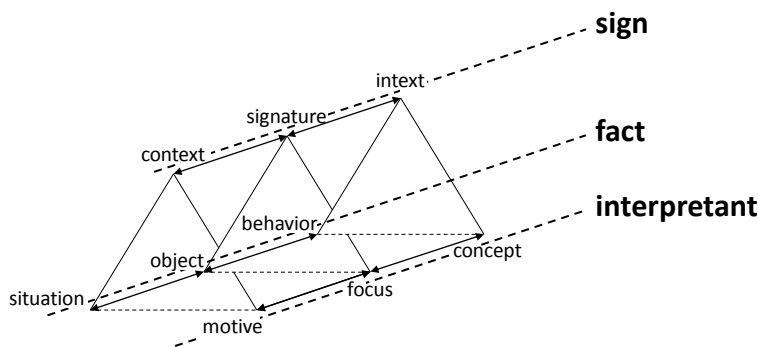 sign
intext
signature
fact
context
interpretant
behavior
object
concept
situation
focus
motive